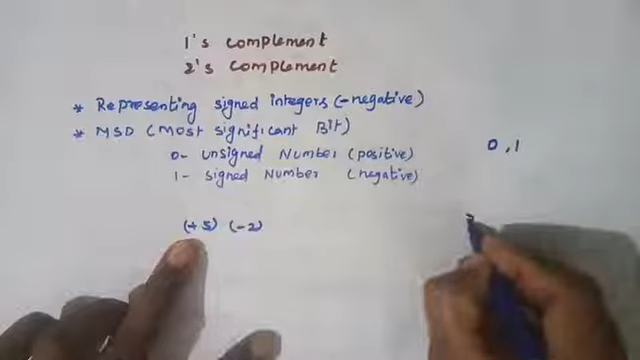 1's complement
2's complement
* Representing signed integers (-negative)
* MSD (Most significant Bit)
0- unsigned Number (positive)
0,1
1- signed Number (negative)
(+5) (-2)